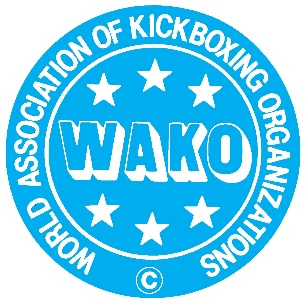 WORLD ASSOCIATION OF KICKBOXING ORGANIZATIONS
WAKO
©